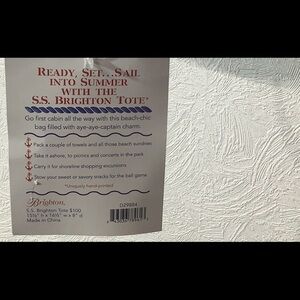 READY, SET...SAIL
INTO SUMMER
WITH THE
S.S. BRIGHTON TOTE*
Go first cabin all the way with this beach-chic
bag filled with aye-aye-captain charm.
Pack a couple of towels and all those beach sundries
Take it ashore, to picnics and concerts in the park
Carry it for shoreline shopping excursions
Stow your sweet or savory snacks for the ball game
*Uniquely hand-printed
Brighton.
S.S. Brighton Tote $100
Made in China
D29884